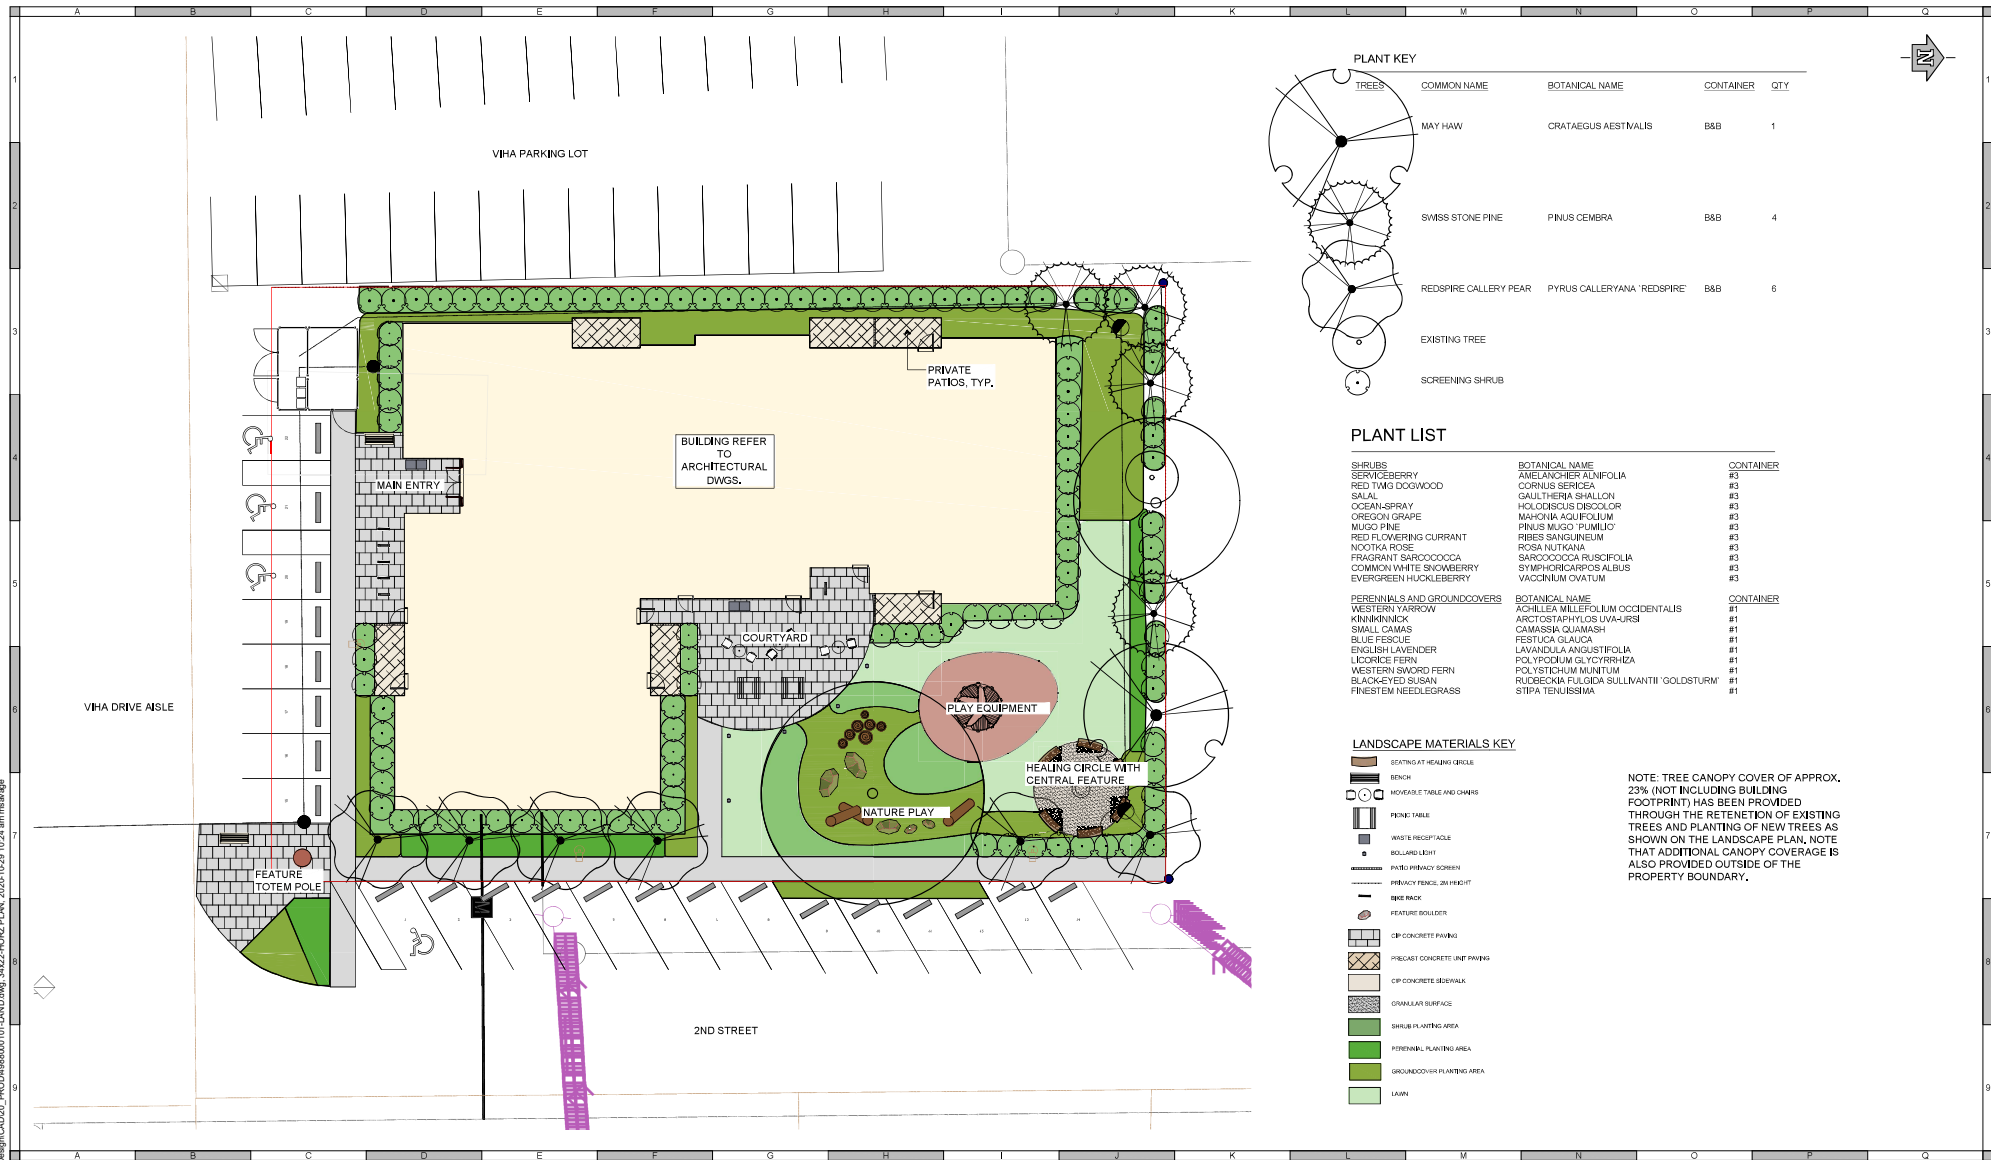 A B C D E F G H I J K L M N O P Q
1
2
3
4
5
6
7
8
9
VIHA PARKING LOT
PRIVATE
PATIOS, TYP.
BUILDING REFER
TO
ARCHITECTURAL
DWGS.
MAIN ENTRY
COURTYARD
PLAY EQUIPMENT
HEALING CIRCLE WITH
CENTRAL FEATURE
NATURE PLAY
VIHA DRIVE AISLE
FEATURE
TOTEM POLE
2ND STREET
N
PLANT KEY
TREES COMMON NAME BOTANICAL NAME CONTAINER QTY
MAY HAW CRATAEGUS AESTIVALIS B&B 1
SWISS STONE PINE PINUS CEMBRA B&B 4
REDSPIRE CALLERY PEAR PYRUS CALLERYANA 'REDSPIRE' B&B 6
EXISTING TREE
SCREENING SHRUB
PLANT LIST
SHRUBS BOTANICAL NAME CONTAINER
SERVICEBERRY AMELANCHIER ALNIFOLIA #3
RED TWIG DOGWOOD CORNUS SERICEA #3
SALAL GAULTHERIA SHALLON #3
OCEAN-SPRAY HOLODISCUS DISCOLOR #3
OREGON GRAPE MAHONIA AQUIFOLIUM #3
MUGO PINE PINUS MUGO 'PUMILIO' #3
RED FLOWERING CURRANT RIBES SANGUINEUM #3
NOOTKA ROSE ROSA NUTKANA #3
FRAGRANT SARCOCOCCA SARCOCOCCA RUSCIFOLIA #3
COMMON WHITE SNOWBERRY SYMPHORICARPOS ALBUS #3
EVERGREEN HUCKLEBERRY VACCINIUM OVATUM #3
PERENNIALS AND GROUNDCOVERS BOTANICAL NAME CONTAINER
WESTERN YARROW ACHILLEA MILLEFOLIUM OCCIDENTALIS #1
KINNIKINNICK ARCTOSTAPHYLOS UVA-URSI #1
SMALL CAMAS CAMASSIA QUAMASH #1
BLUE FESCUE FESTUCA GLAUCA #1
ENGLISH LAVENDER LAVANDULA ANGUSTIFOLIA #1
LICORICE FERN POLYPODIUM GLYCYRRHIZA #1
WESTERN SWORD FERN POLYSTICHUM MUNITUM #1
BLACK-EYED SUSAN RUDBECKIA FULGIDA SULLIVANTII 'GOLDSTURM' #1
FINESTEM NEEDLEGRASS STIPA TENUISSIMA #1
LANDSCAPE MATERIALS KEY
SEATING AT HEALING CIRCLE
BENCH
MOVEABLE TABLE AND CHAIRS
PICNIC TABLE
WASTE RECEPTACLE
BOLLARD LIGHT
PATIO PRIVACY SCREEN
PRIVACY FENCE, 2M HEIGHT
BIKE RACK
FEATURE BOULDER
CIP CONCRETE PAVING
PRECAST CONCRETE UNIT PAVING
CIP CONCRETE SIDEWALK
GRANULAR SURFACE
SHRUB PLANTING AREA
PERENNIAL PLANTING AREA
GROUNDCOVER PLANTING AREA
LAWN
NOTE: TREE CANOPY COVER OF APPROX.
23% (NOT INCLUDING BUILDING
FOOTPRINT) HAS BEEN PROVIDED
THROUGH THE RETENETION OF EXISTING
TREES AND PLANTING OF NEW TREES AS
SHOWN ON THE LANDSCAPE PLAN. NOTE
THAT ADDITIONAL CANOPY COVERAGE IS
ALSO PROVIDED OUTSIDE OF THE
PROPERTY BOUNDARY.
A B C D E F G H I J K L M N O P Q